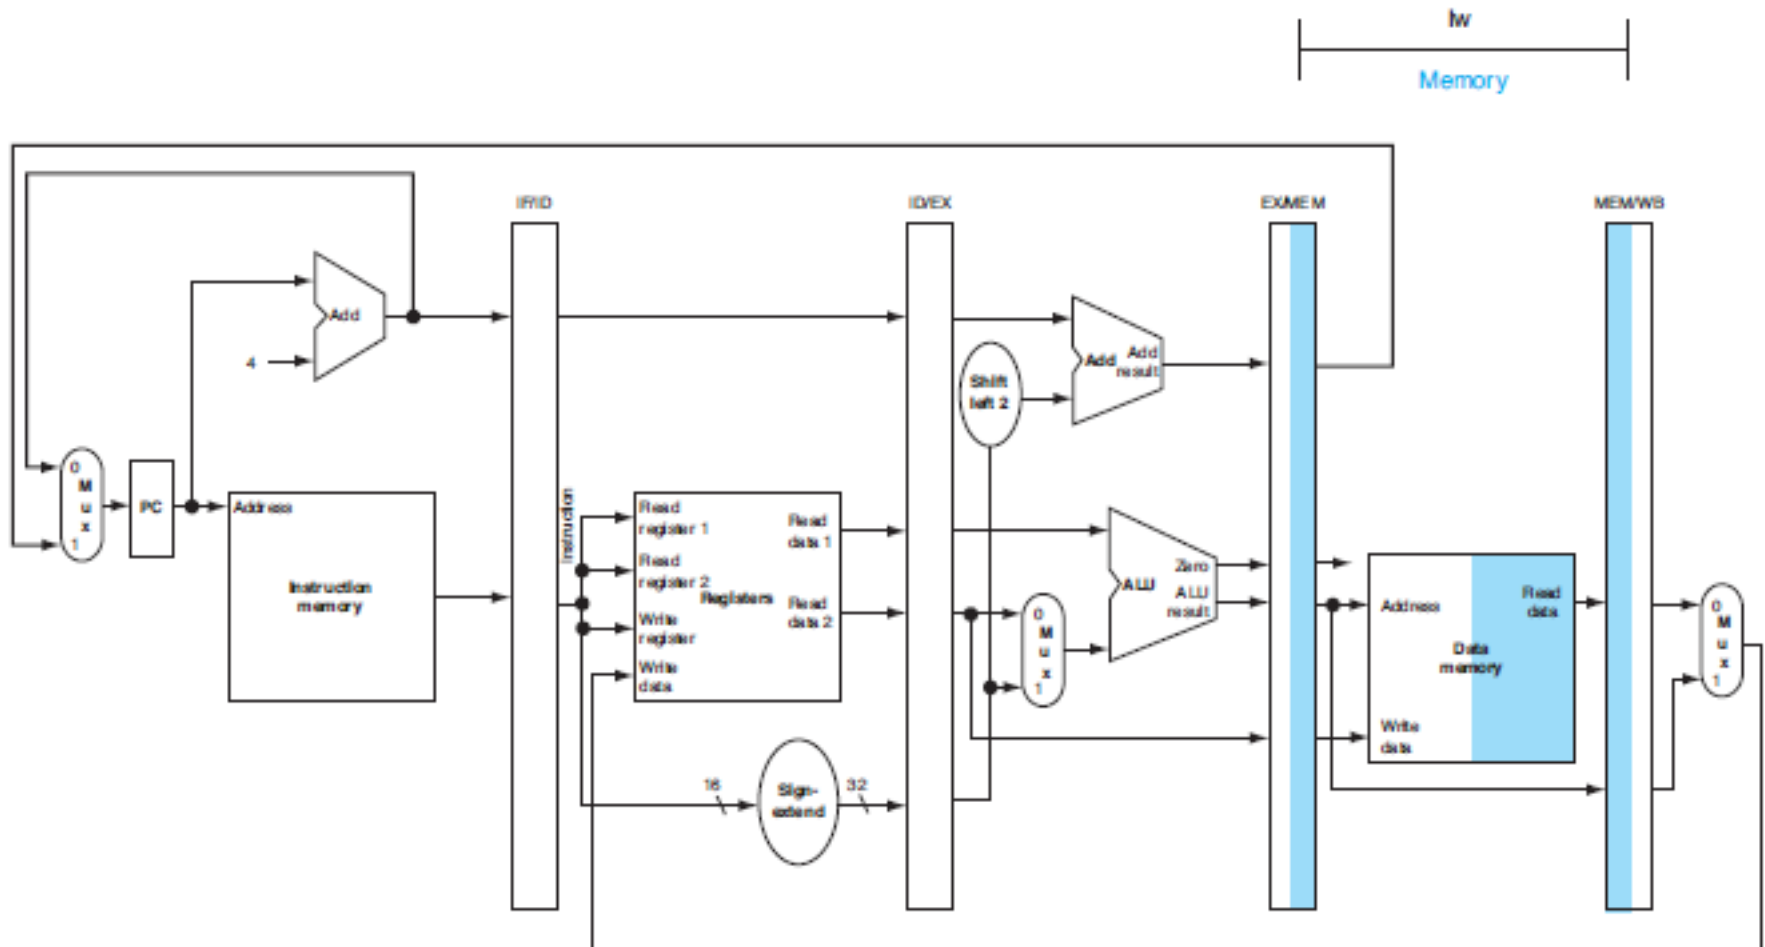 lw
Memory
IF/ID
ID/EX
EX/MEM
MEM/WB
Add
4
Add
Add
result
Shift
left 2
0
M
u
x
1
PC
Address
Instruction
memory
Instruction
Read
register 1
Read
register 2
Registers
Write
register
Write
data
Read
data 1
Read
data 2
0
M
u
x
1
Zero
ALU
ALU
result
Address
Read
data
Data
memory
Write
data
0
M
u
x
1
16
Sign-
extend
32